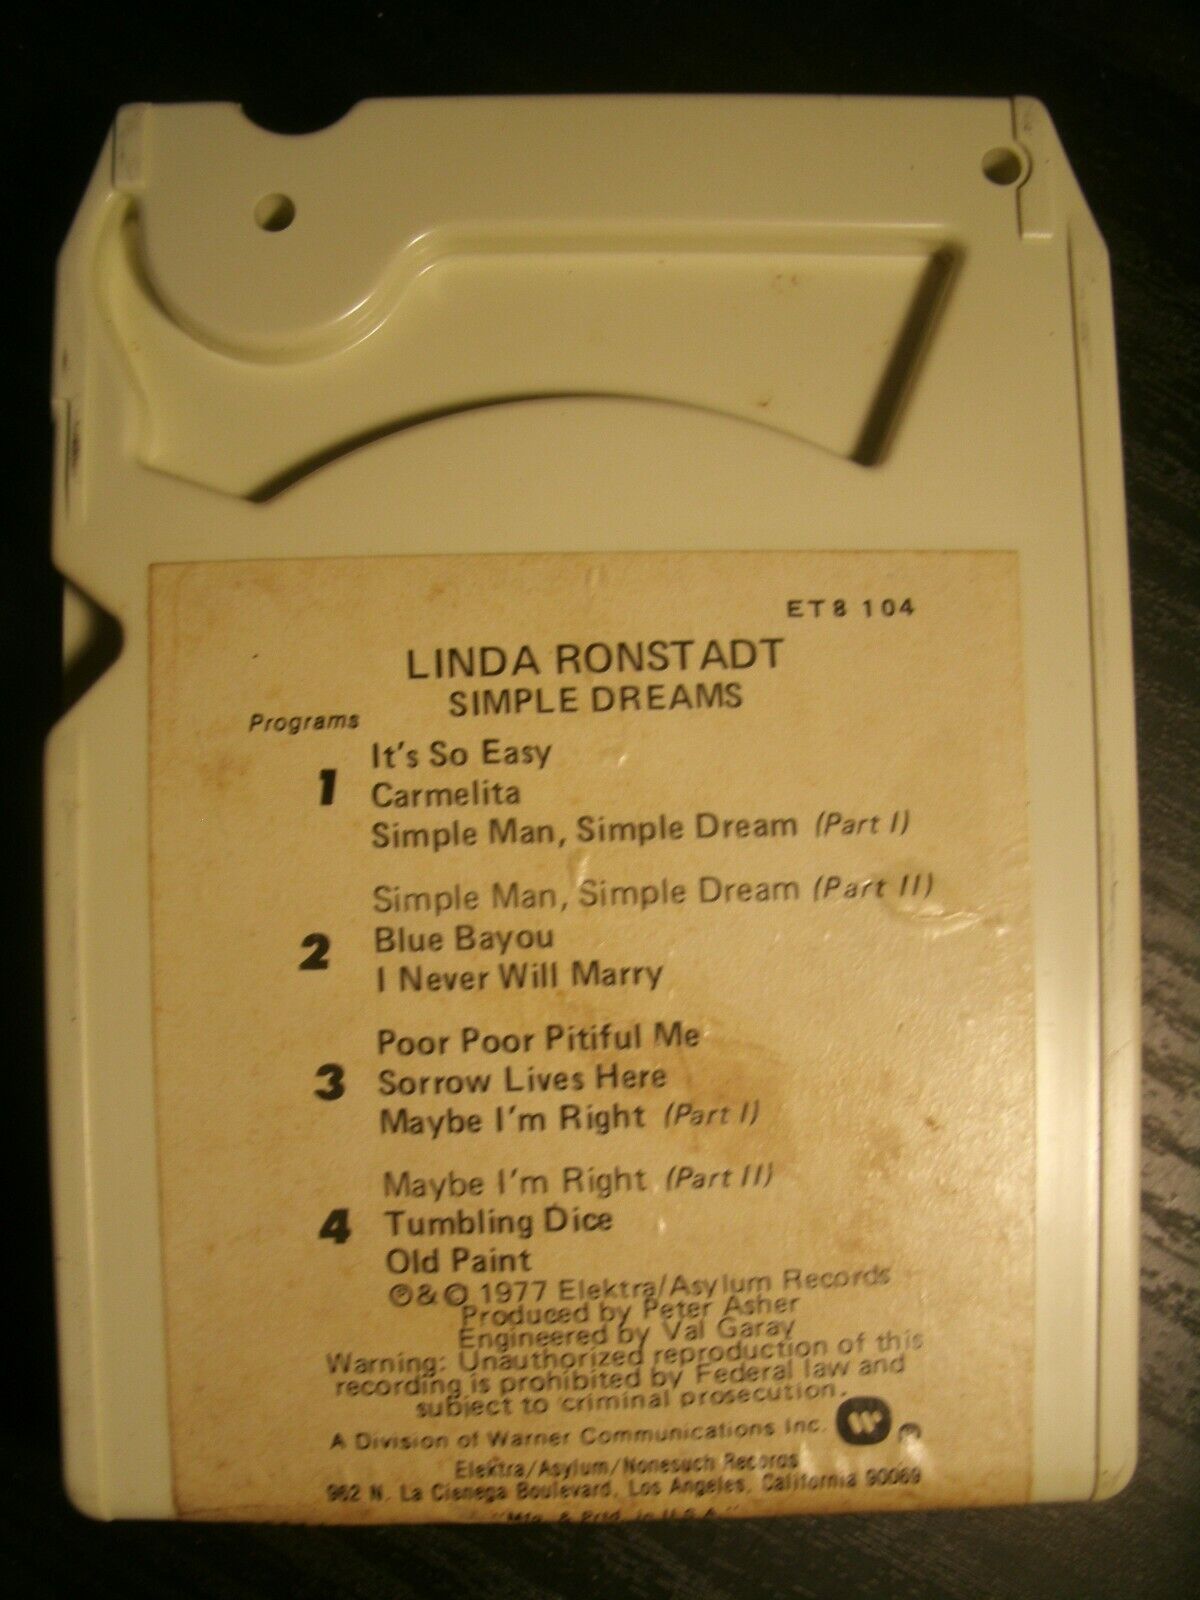 ET8 104
LINDA RONSTADT
SIMPLE DREAMS
Programs
1
It's So Easy
Carmelita
Simple Man, Simple Dream (Part I)
2
Simple Man, Simple Dream (Part II)
Blue Bayou
I Never Will Marry
3
Poor Poor Pitiful Me
Sorrow Lives Here
Maybe I'm Right (Part I)
4
Maybe I'm Right (Part II)
Tumbling Dice
Old Paint
℗&© 1977 Elektra/Asylum Records
Produced by Peter Asher
Engineered by Val Garay
Warning: Unauthorized reproduction of this
recording is prohibited by Federal law and
subject to criminal prosecution.
A Division of Warner Communications Inc.
Elektra/Asylum/Nonesuch Records
962 N. La Cienega Boulevard, Los Angeles, California 90069
"Mfg. & Prtd. in U.S.A."